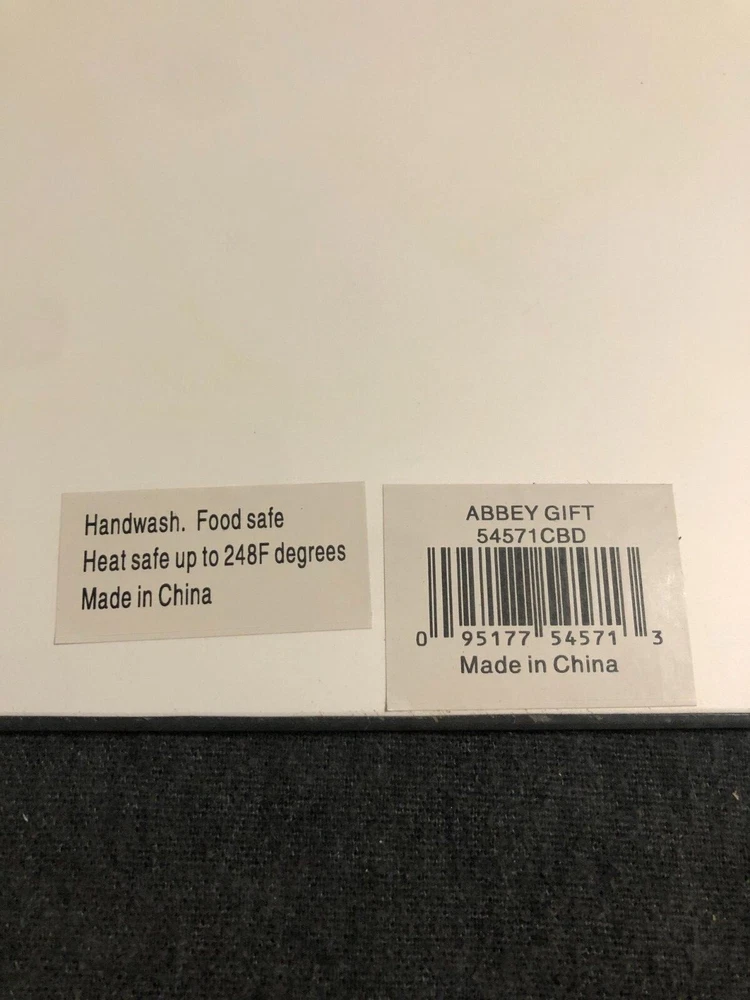 Handwash. Food safe
Heat safe up to 248F degrees
Made in China
ABBEY GIFT
54571CBD
0 95177 54571 3
Made in China